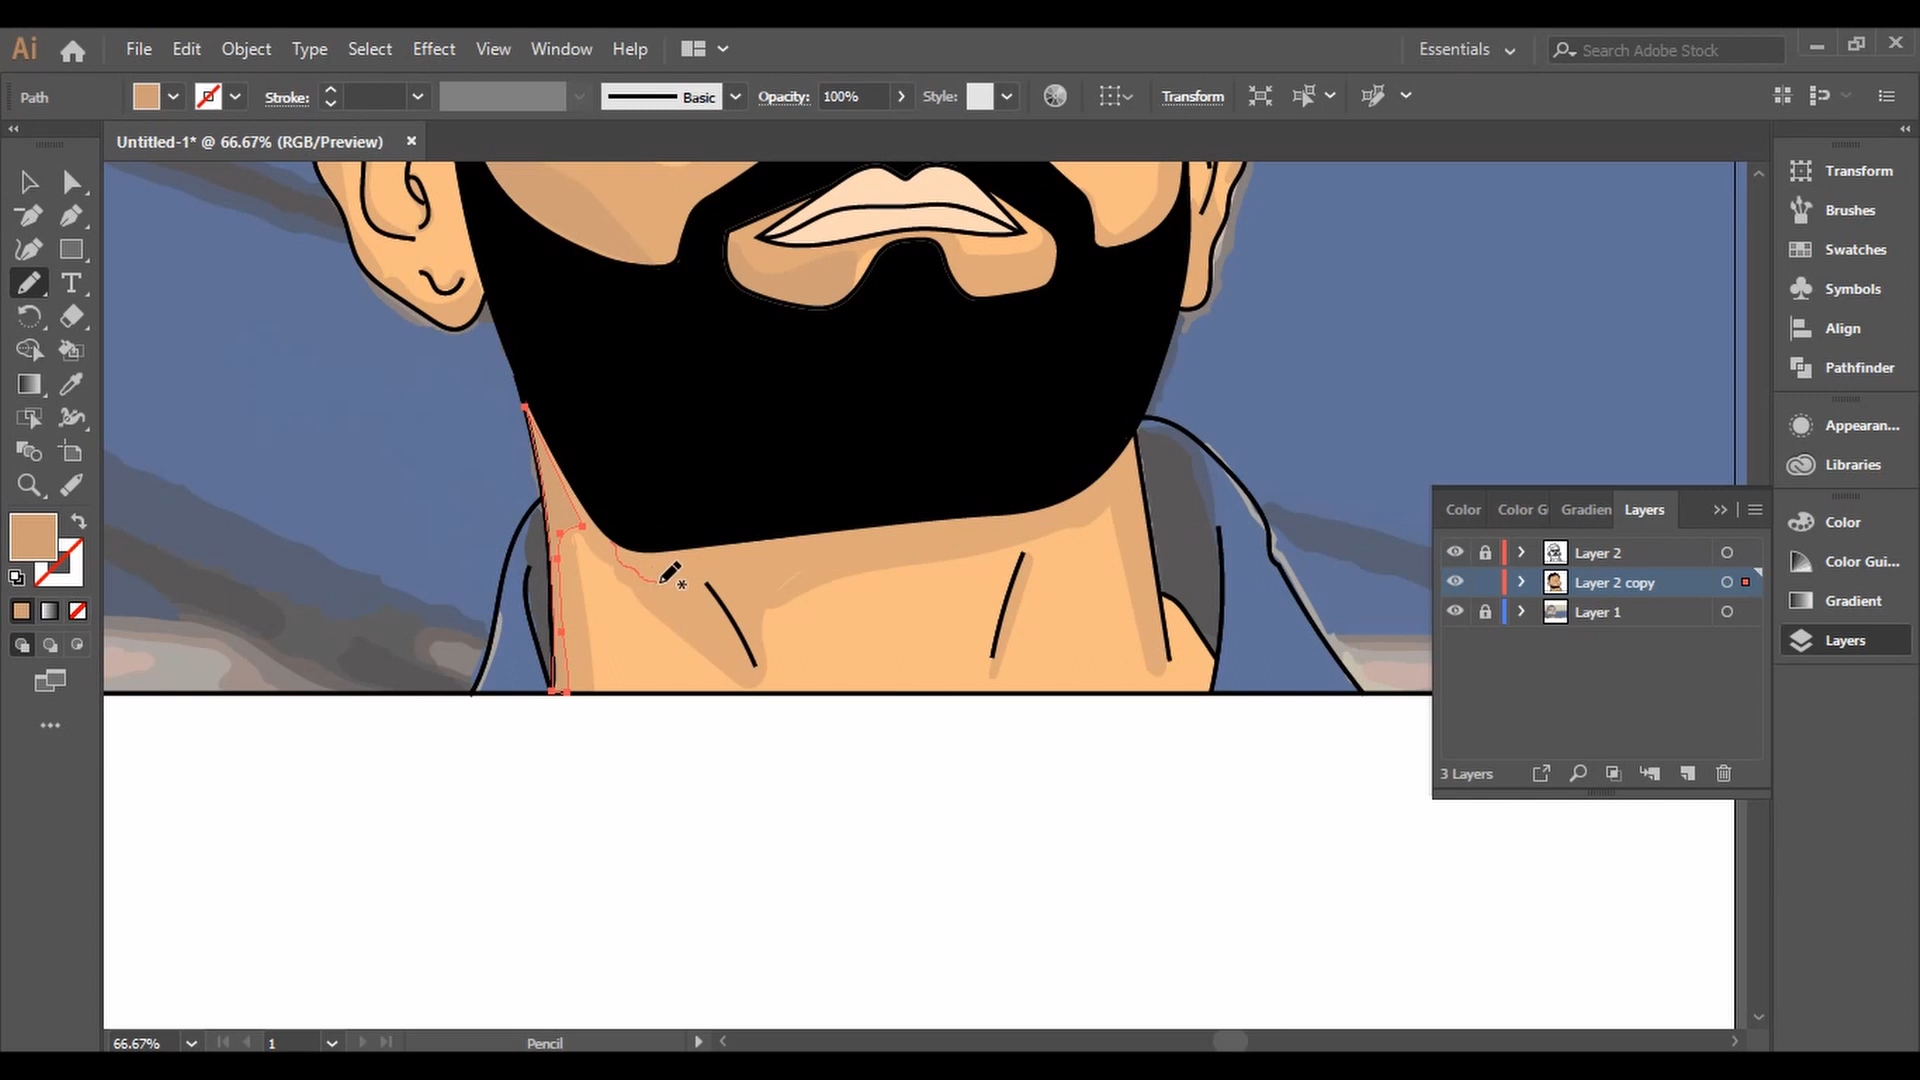 Ai File Edit Object Type Select Effect View Window Help Essentials Search Adobe Stock
Path Stroke: Basic Opacity: 100% Style: Transform
Untitled-1* @ 66.67% (RGB/Preview)
T
Transform
Brushes
Swatches
Symbols
Align
Pathfinder
Appearan...
Libraries
Color
Color Gui...
Gradient
Layers
Color Color G Gradien Layers
Layer 2
Layer 2 copy
Layer 1
3 Layers
66.67% 1 Pencil